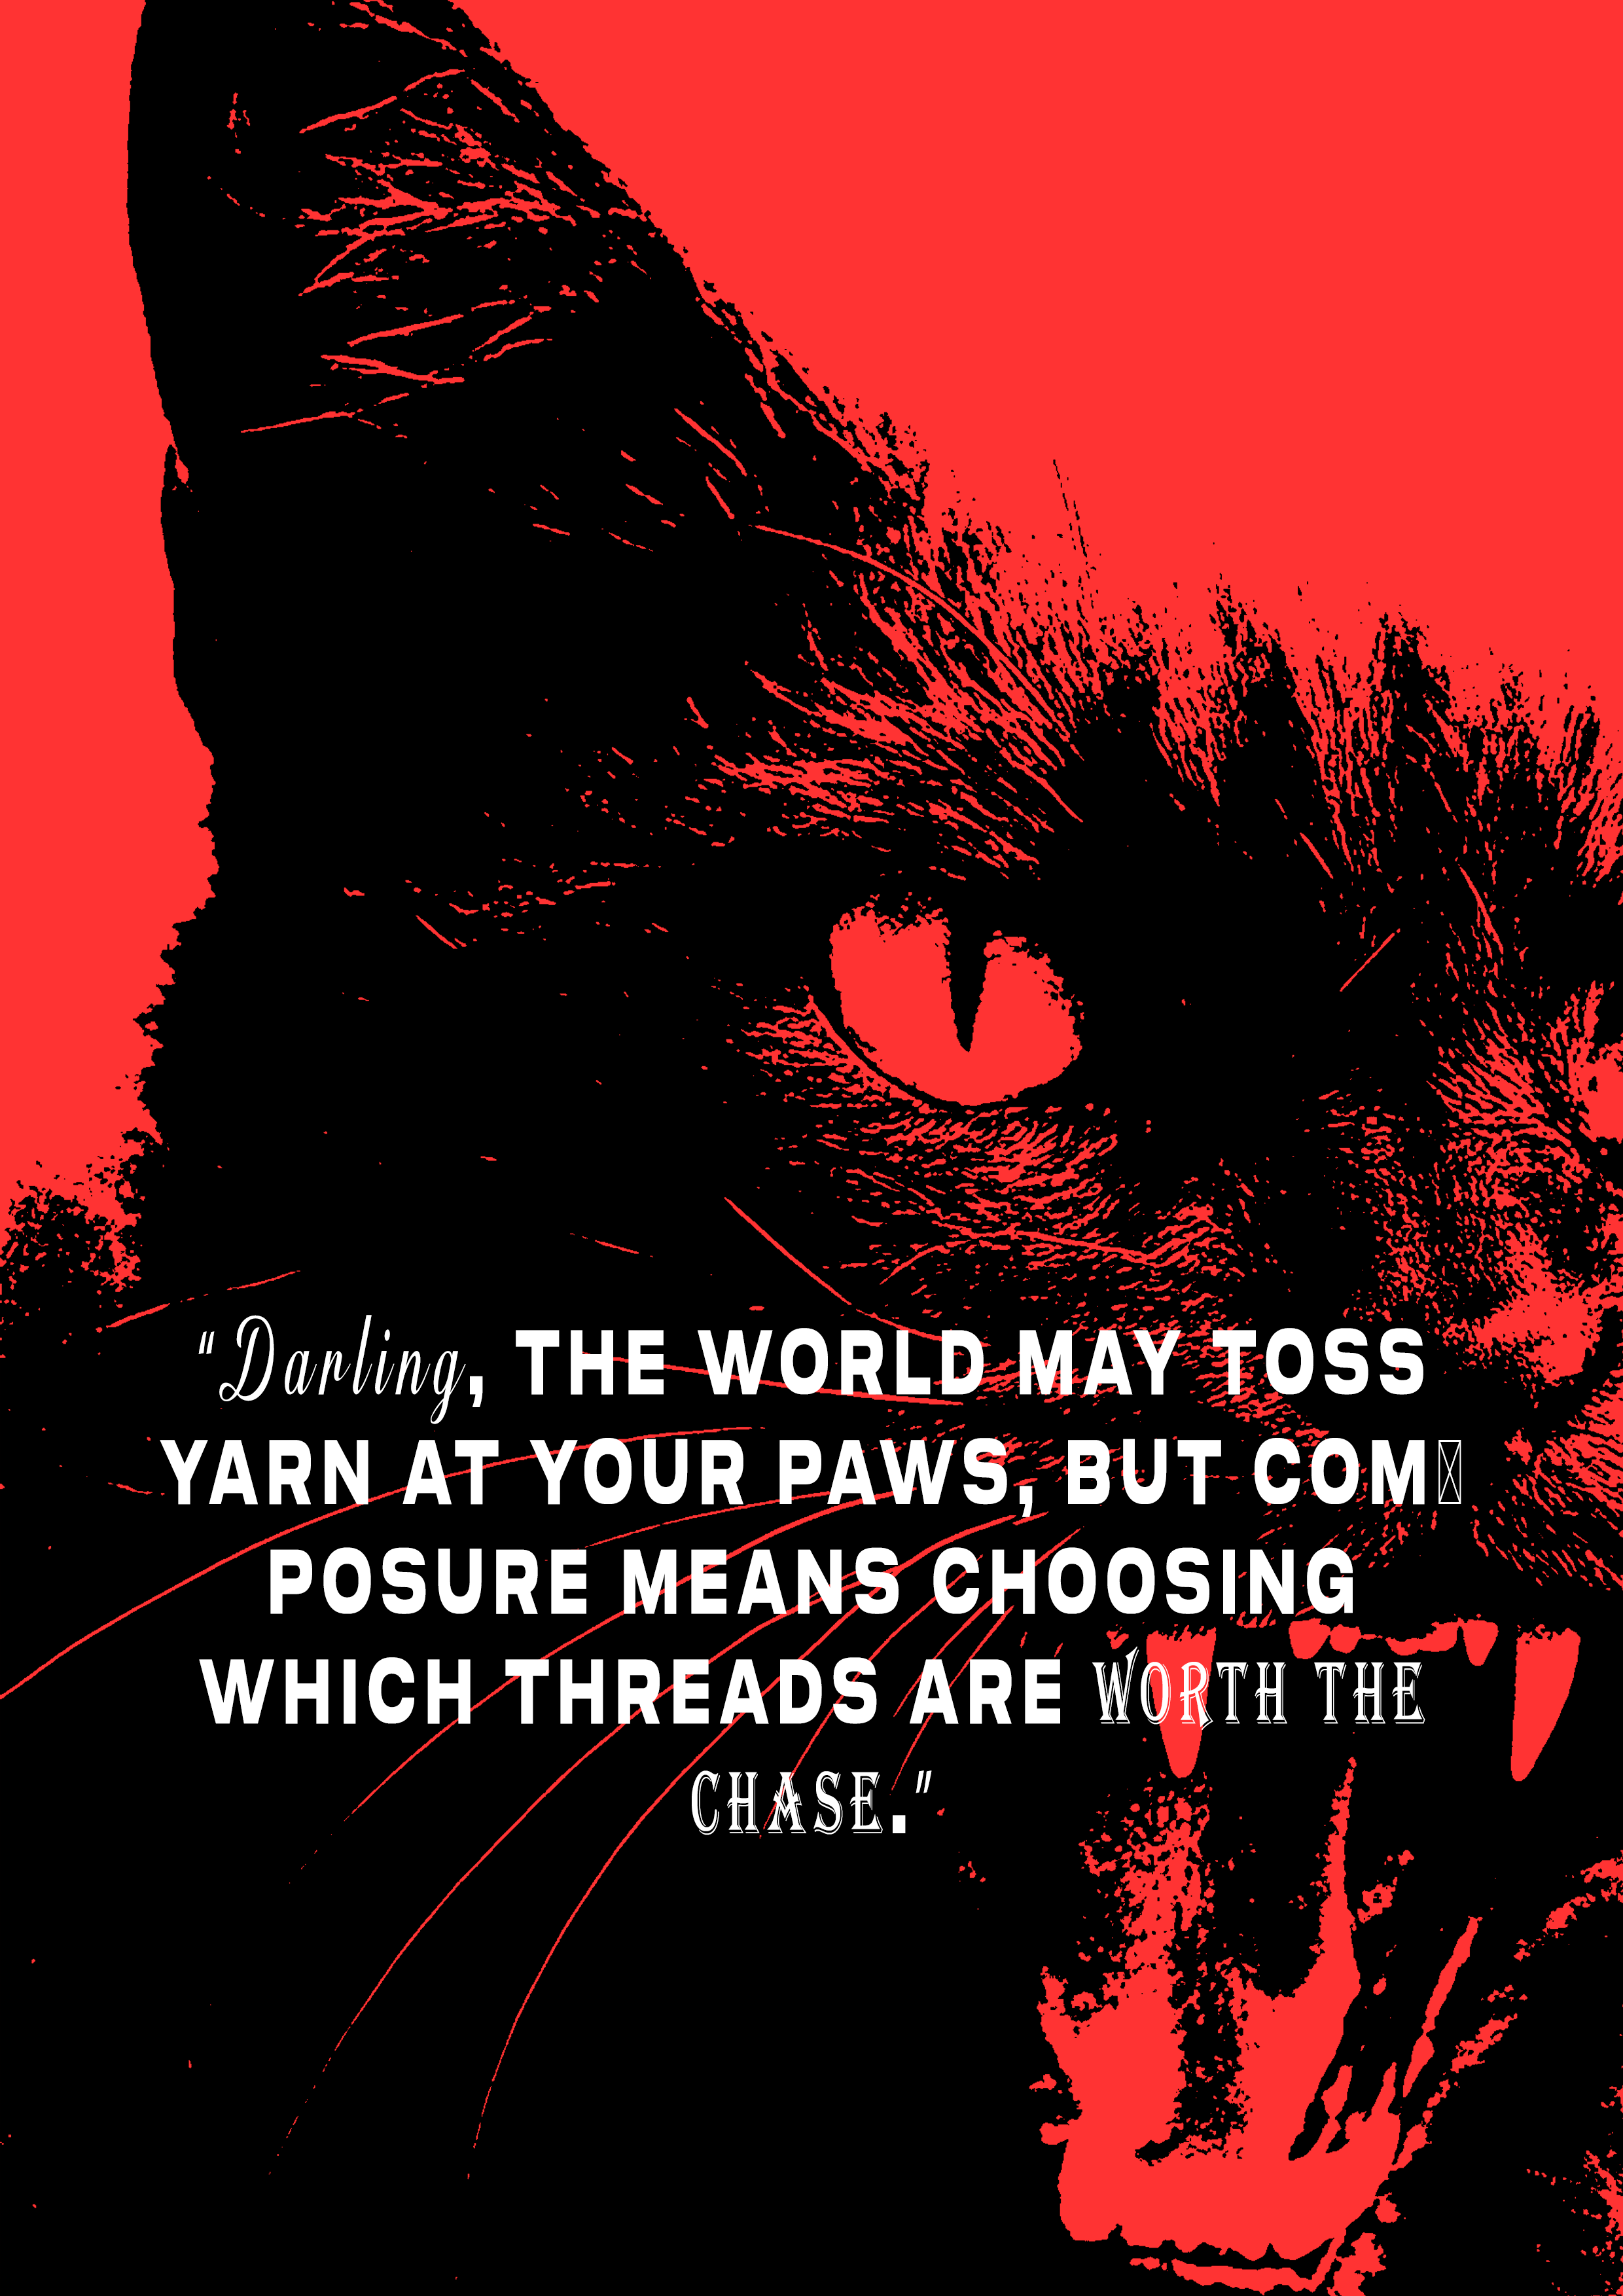 "Darling, THE WORLD MAY TOSS
YARN AT YOUR PAWS, BUT COM
POSURE MEANS CHOOSING
WHICH THREADS ARE WORTH THE
CHASE."